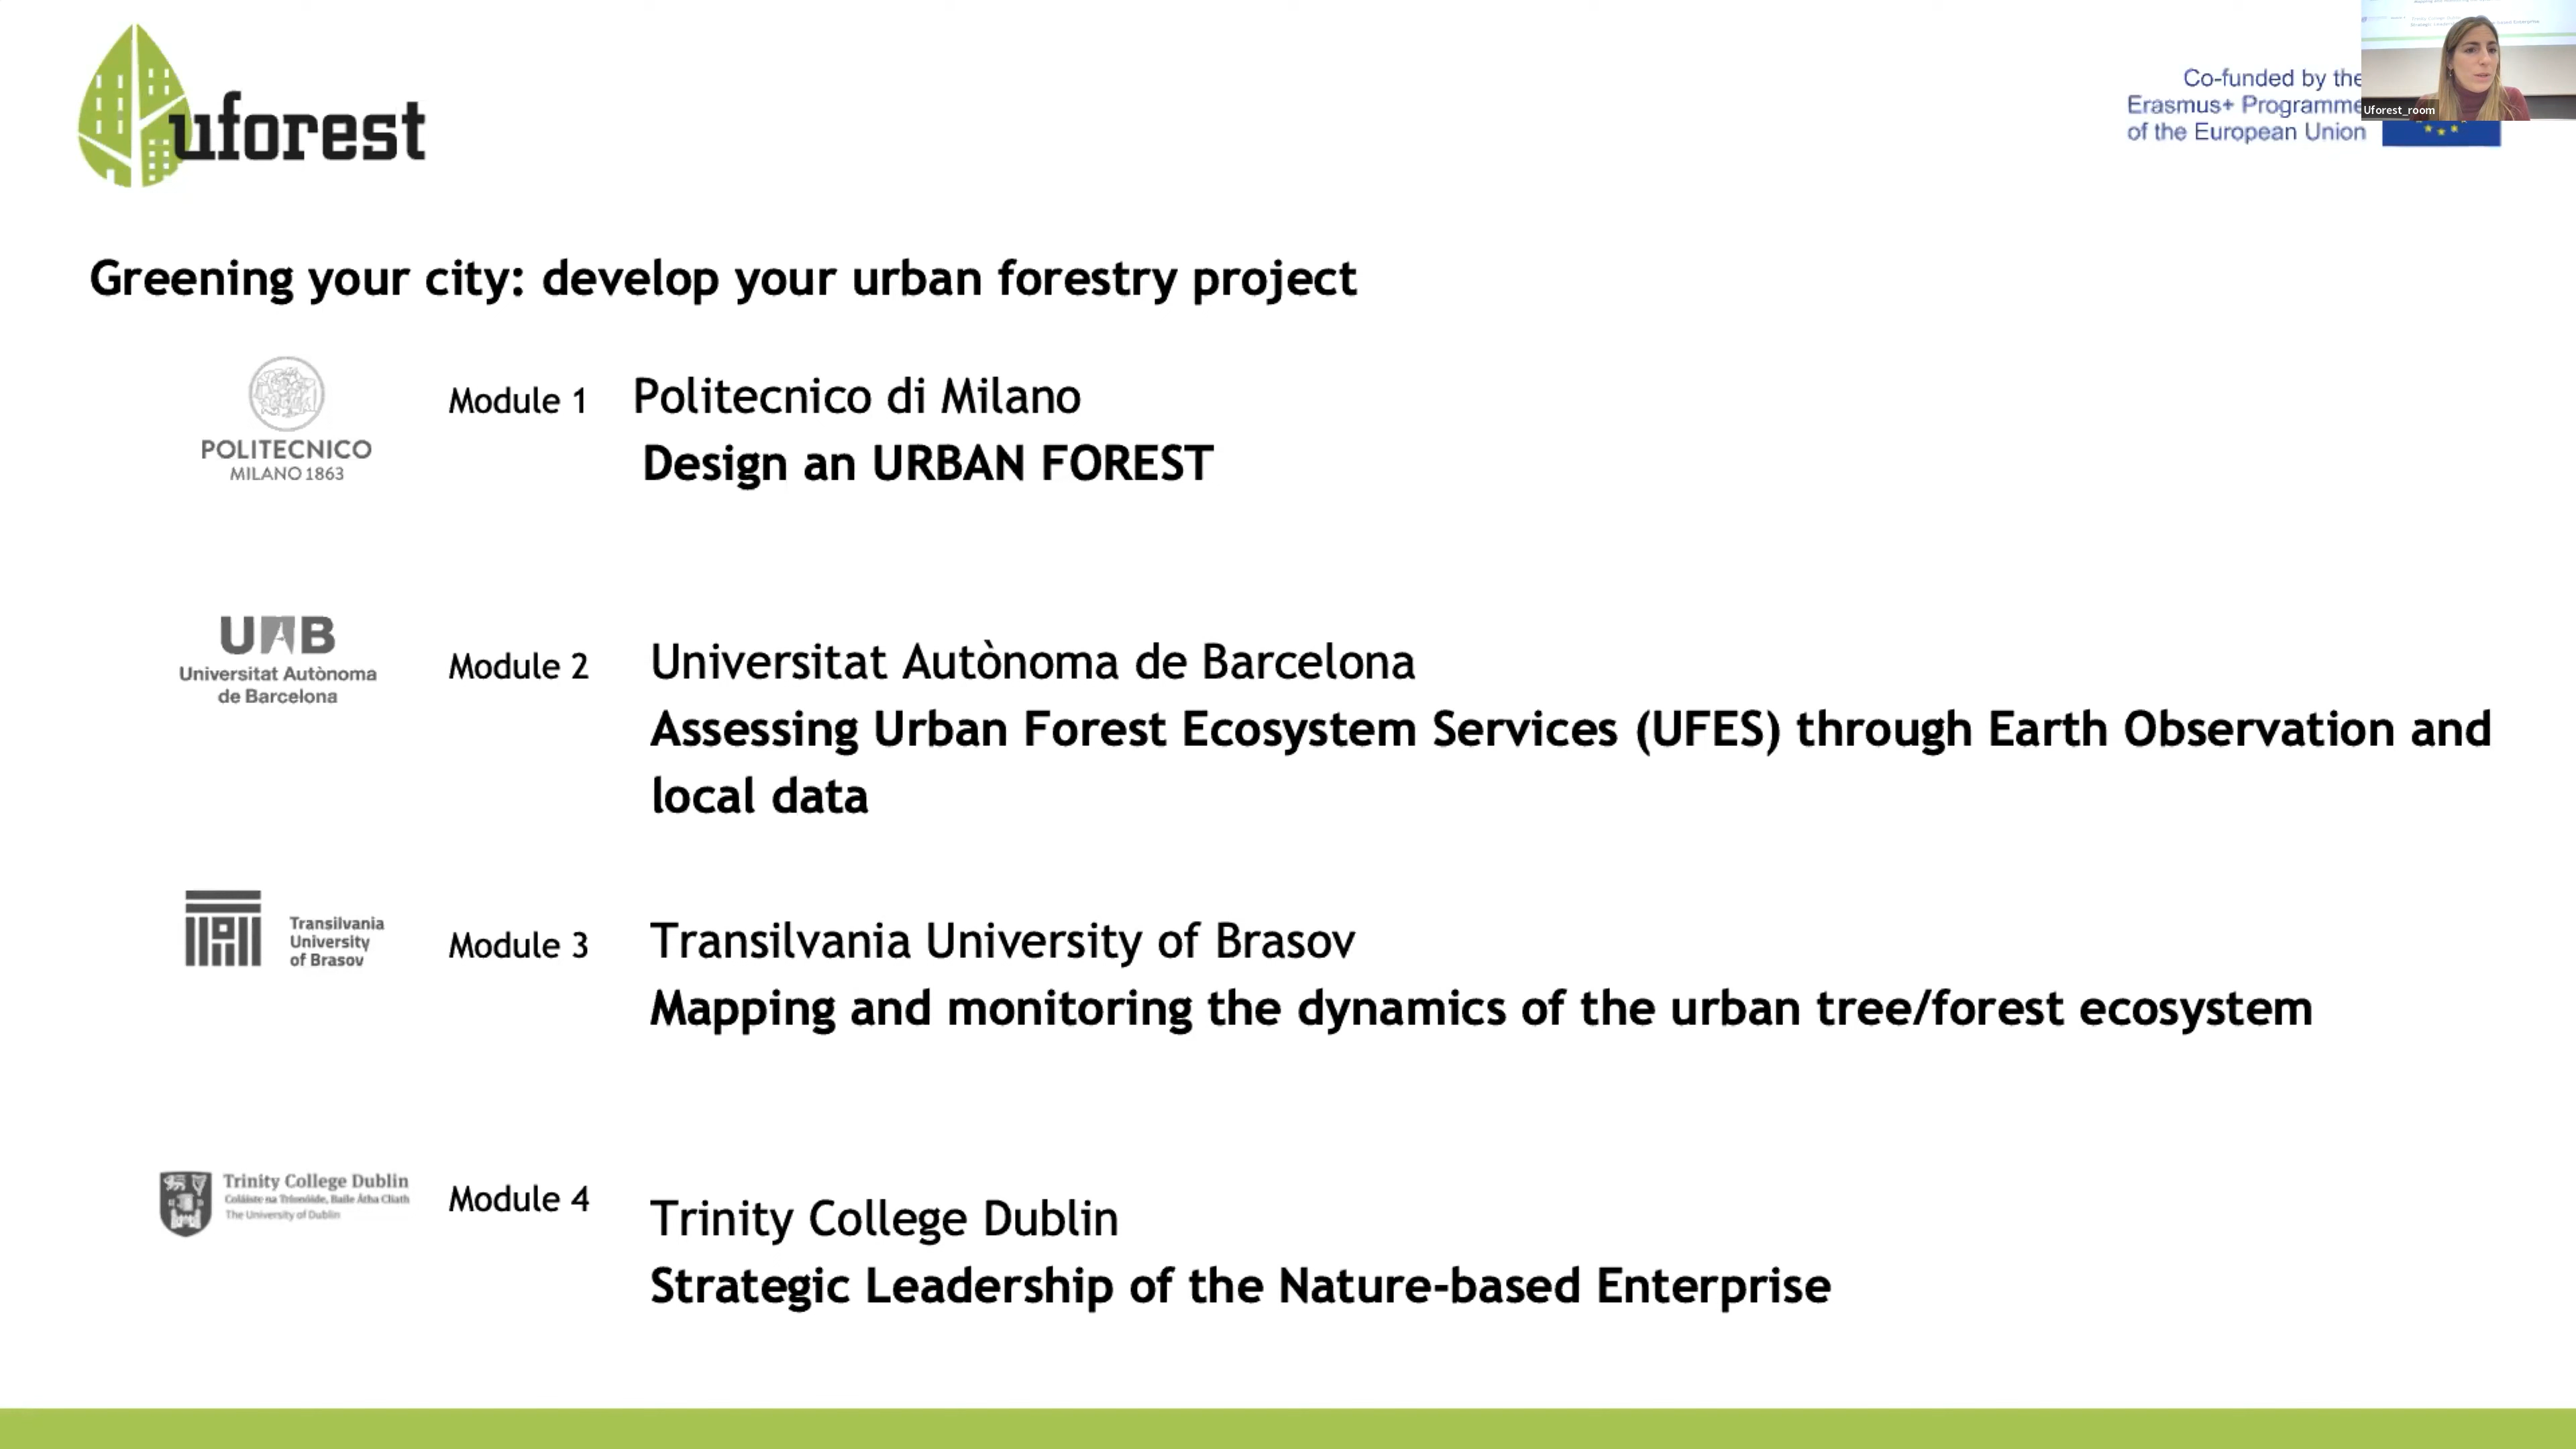 uforest
Co-funded by the
Erasmus+ Programme
of the European Union
Uforest_room
Greening your city: develop your urban forestry project
POLITECNICO
MILANO 1863
Module 1
Politecnico di Milano
Design an URBAN FOREST
UAB
Universitat Autònoma
de Barcelona
Module 2
Universitat Autònoma de Barcelona
Assessing Urban Forest Ecosystem Services (UFES) through Earth Observation and
local data
Transilvania
University
of Brasov
Module 3
Transilvania University of Brasov
Mapping and monitoring the dynamics of the urban tree/forest ecosystem
Trinity College Dublin
Coláiste na Tríonóide, Baile Átha Cliath
The University of Dublin
Module 4
Trinity College Dublin
Strategic Leadership of the Nature-based Enterprise